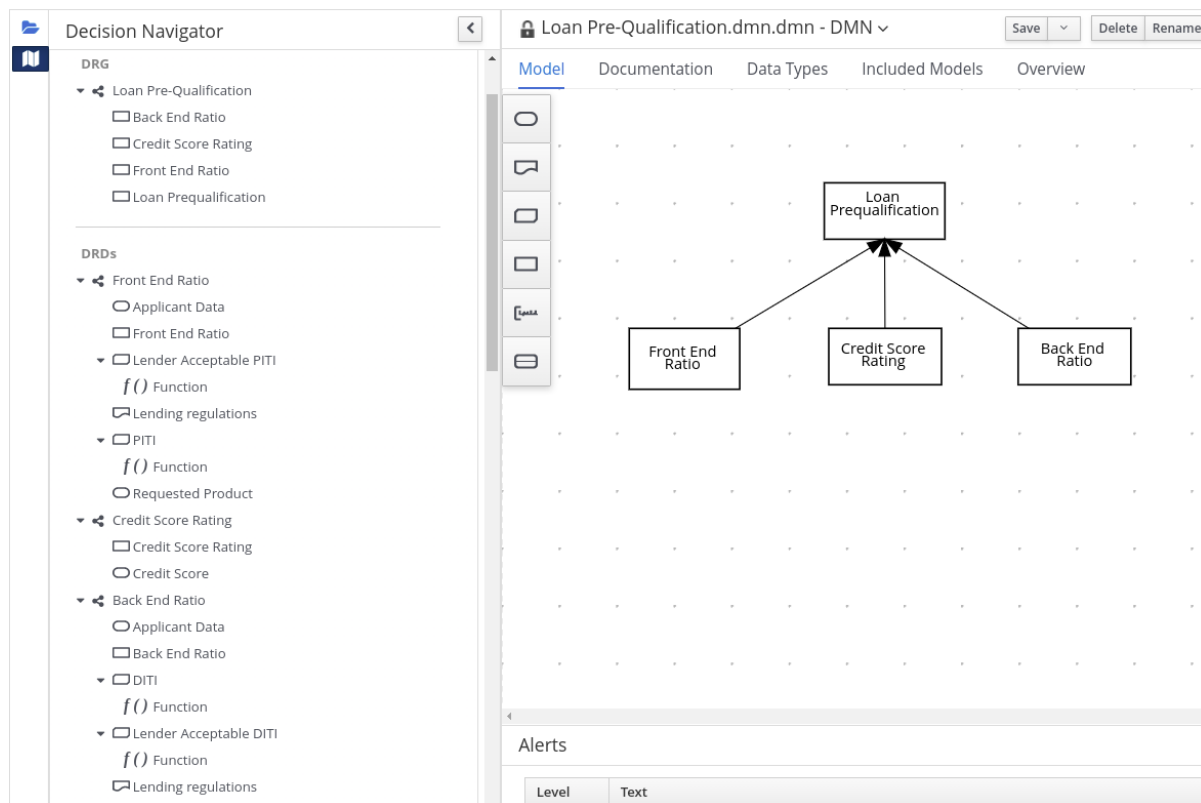 Decision Navigator
DRG
Loan Pre-Qualification
Back End Ratio
Credit Score Rating
Front End Ratio
Loan Prequalification
DRDs
Front End Ratio
Applicant Data
Front End Ratio
Lender Acceptable PITI
f ( ) Function
Lending regulations
PITI
f ( ) Function
Requested Product
Credit Score Rating
Credit Score Rating
Credit Score
Back End Ratio
Applicant Data
Back End Ratio
DITI
f ( ) Function
Lender Acceptable DITI
f ( ) Function
Lending regulations
Loan Pre-Qualification.dmn.dmn - DMN
Save
Delete
Rename
Model
Documentation
Data Types
Included Models
Overview
Loan
Prequalification
Front End
Ratio
Credit Score
Rating
Back End
Ratio
Alerts
Level
Text